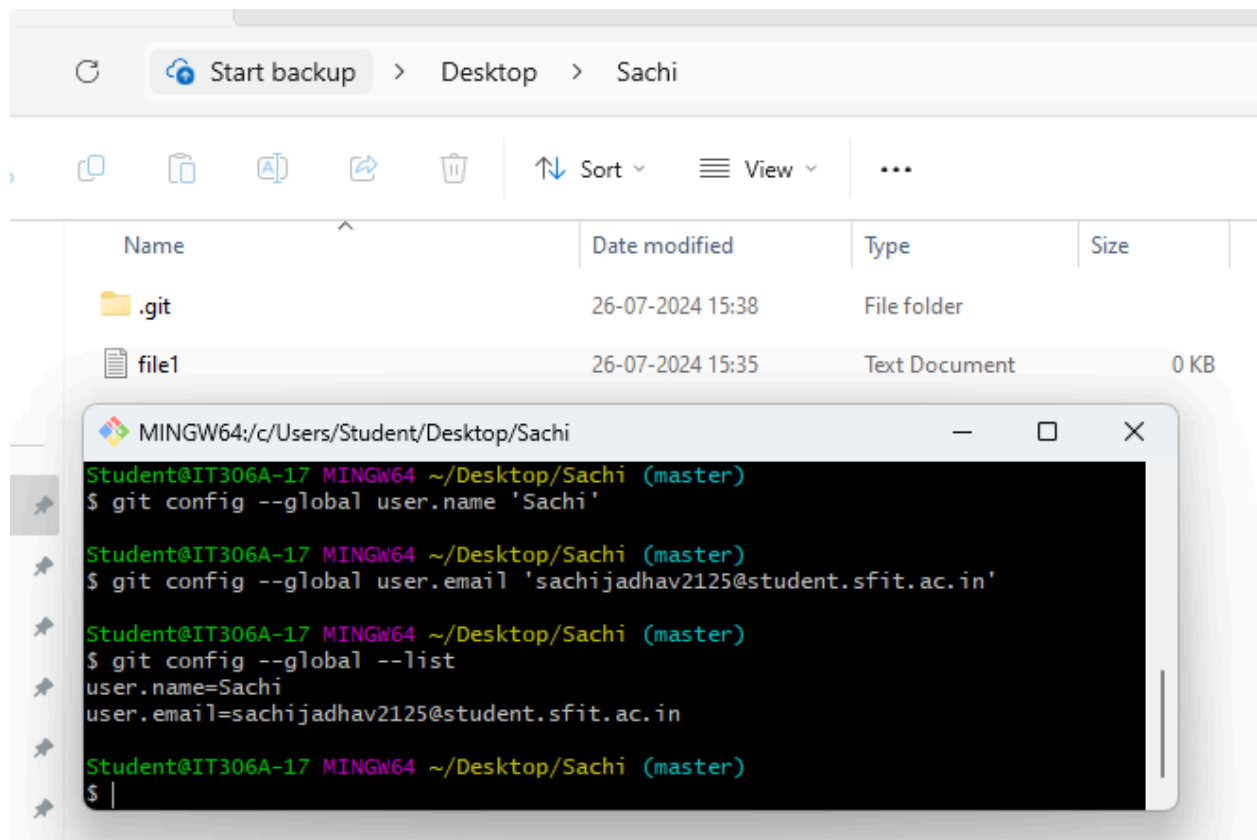 Start backup > Desktop > Sachi
Sort View ...
Name Date modified Type Size
.git 26-07-2024 15:38 File folder
file1 26-07-2024 15:35 Text Document 0 KB
MINGW64:/c/Users/Student/Desktop/Sachi
Student@IT306A-17 MINGW64 ~/Desktop/Sachi (master)
$ git config --global user.name 'Sachi'
Student@IT306A-17 MINGW64 ~/Desktop/Sachi (master)
$ git config --global user.email 'sachijadhav2125@student.sfit.ac.in'
Student@IT306A-17 MINGW64 ~/Desktop/Sachi (master)
$ git config --global --list
user.name=Sachi
user.email=sachijadhav2125@student.sfit.ac.in
Student@IT306A-17 MINGW64 ~/Desktop/Sachi (master)
$